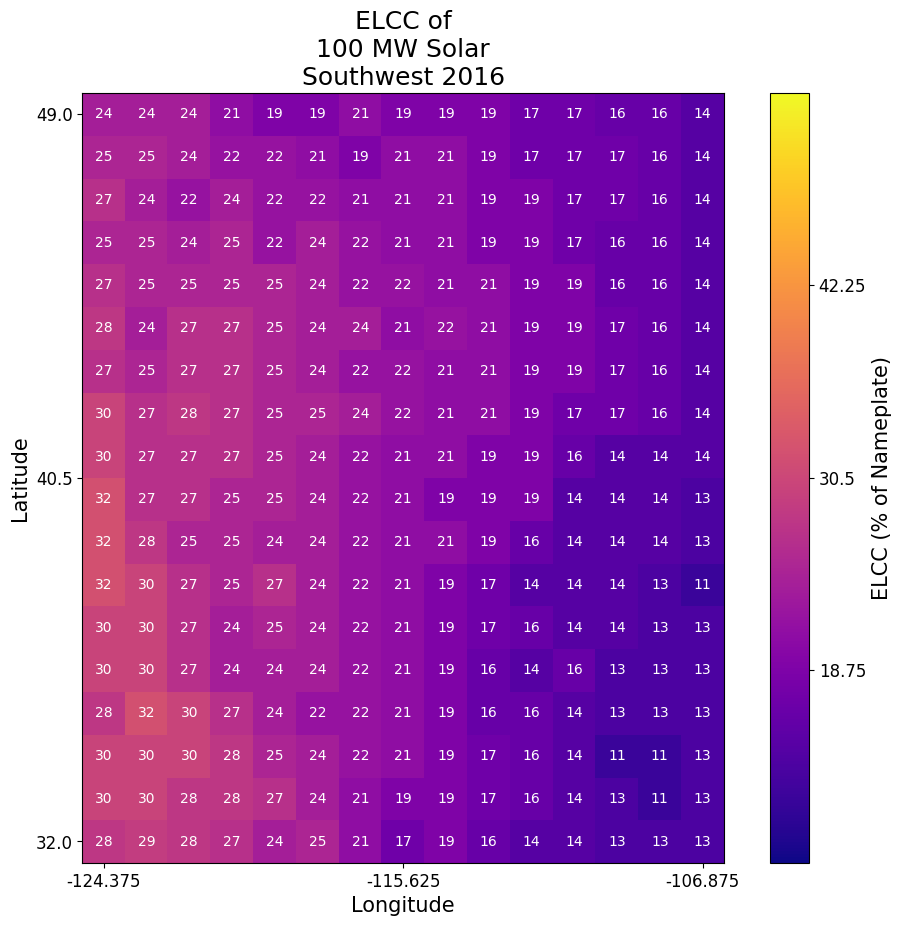 ELCC of
100 MW Solar
Southwest 2016
49.0 24 24 24 21 19 19 21 19 19 19 17 17 16 16 14
25 25 24 22 22 21 19 21 21 19 17 17 17 16 14
27 24 22 24 22 22 21 21 21 19 19 17 17 16 14
25 25 24 25 22 24 22 21 21 19 19 17 16 16 14
27 25 25 25 25 24 22 22 21 21 19 19 16 16 14
28 24 27 27 25 24 24 21 22 21 19 19 17 16 14
27 25 27 27 25 24 22 22 21 21 19 19 17 16 14
30 27 28 27 25 25 24 22 21 21 19 17 17 16 14
40.5 30 27 27 27 25 24 22 21 21 19 19 16 14 14 14
32 27 27 25 25 24 22 21 19 19 19 14 14 14 13
32 28 25 25 24 24 22 21 21 19 16 14 14 14 13
32 30 27 25 27 24 22 21 19 17 14 14 14 13 11
30 30 27 24 25 24 22 21 19 17 16 14 14 13 13
30 30 27 24 24 24 22 21 19 16 14 16 13 13 13
28 32 30 27 24 22 22 21 19 16 16 14 13 13 13
30 30 30 28 25 24 22 21 19 17 16 14 11 11 13
30 30 28 28 27 24 21 19 19 17 16 14 13 11 13
32.0 28 29 28 27 24 25 21 17 19 16 14 14 13 13 13
-124.375 -115.625 -106.875
Longitude
Latitude
42.25
30.5
18.75
ELCC (% of Nameplate)